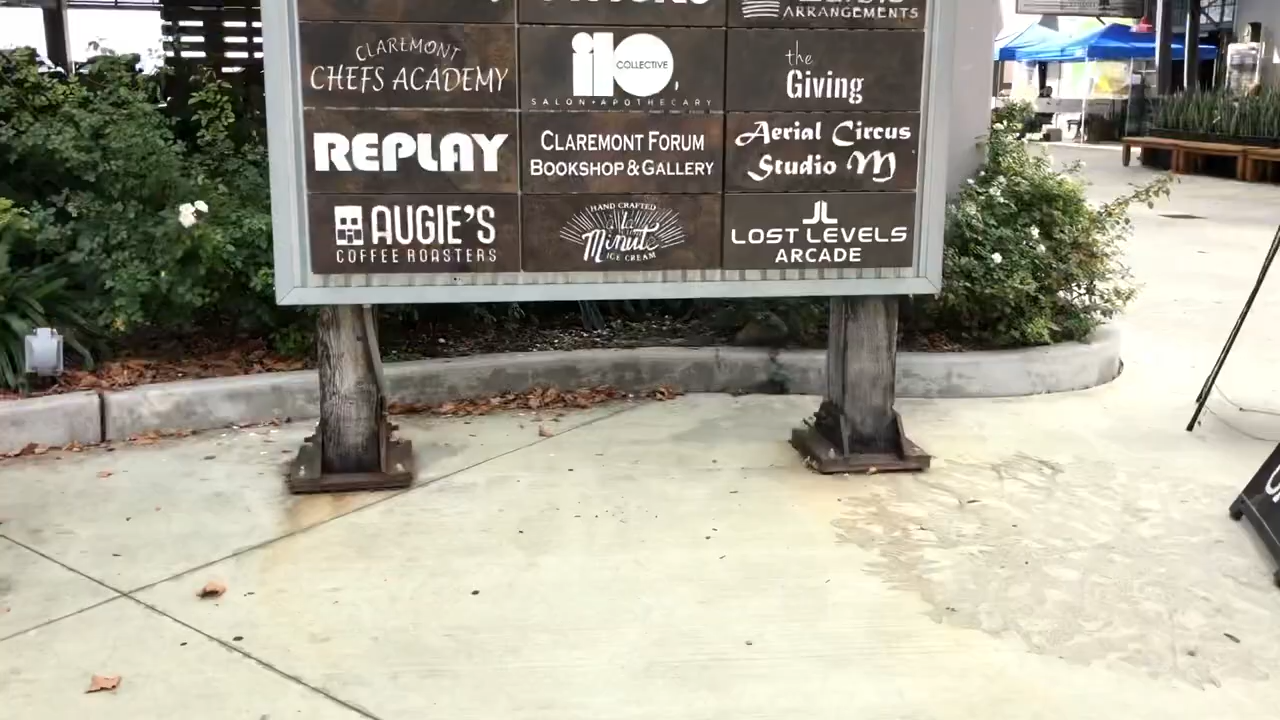 ARRANGEMENTS
CLAREMONT
CHEFS ACADEMY
COLLECTIVE
SALON + APOTHECARY
the
Giving
REPLAY
CLAREMONT FORUM
BOOKSHOP & GALLERY
Aerial Circus
Studio M
AUGIE'S
COFFEE ROASTERS
HAND CRAFTED
à la
Minute
ICE CREAM
LOST LEVELS
ARCADE